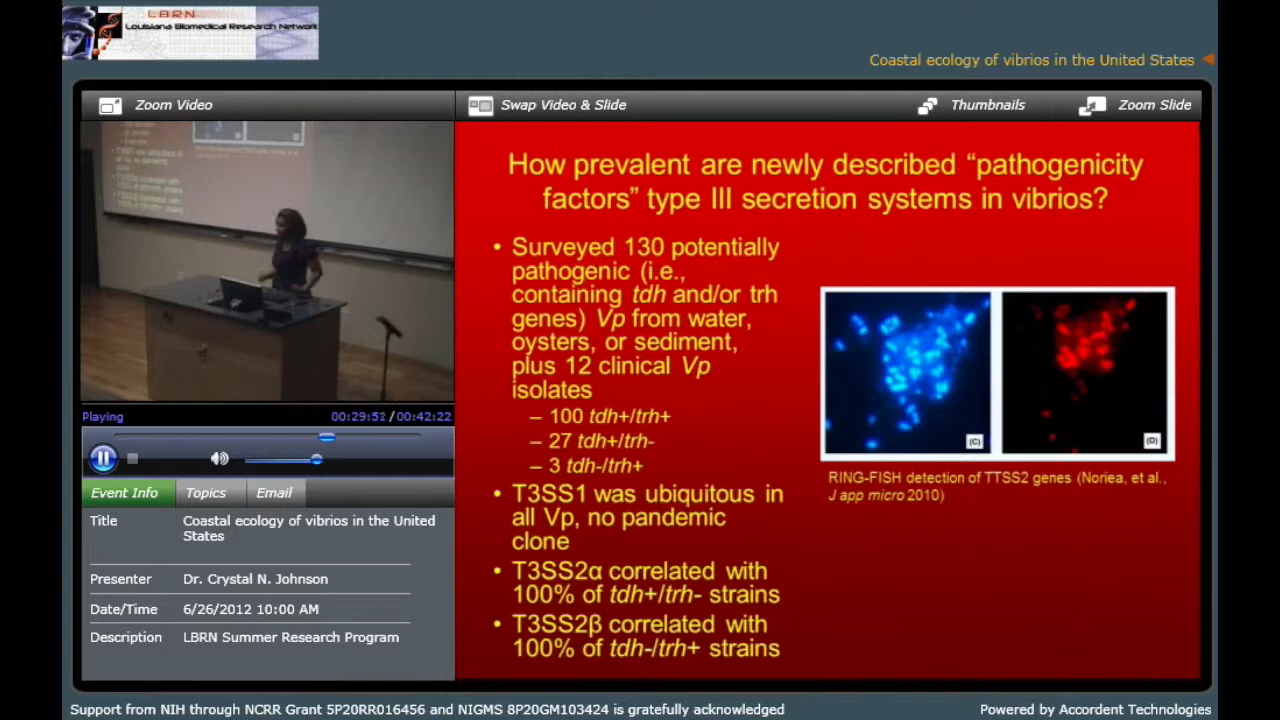 LBRN
Louisiana Biomedical Research Network
Coastal ecology of vibrios in the United States
Zoom Video
Swap Video & Slide
Thumbnails
Zoom Slide
How prevalent are newly described “pathogenicity
factors” type III secretion systems in vibrios?
• Surveyed 130 potentially
pathogenic (i.e.,
containing tdh and/or trh
genes) Vp from water,
oysters, or sediment,
plus 12 clinical Vp
isolates
– 100 tdh+/trh+
– 27 tdh+/trh-
– 3 tdh-/trh+
• T3SS1 was ubiquitous in
all Vp, no pandemic
clone
• T3SS2α correlated with
100% of tdh+/trh- strains
• T3SS2β correlated with
100% of tdh-/trh+ strains
(C)
(D)
RING-FISH detection of TTSS2 genes (Noriea, et al.,
J app micro 2010)
Playing
00:29:51 / 00:42:22
Event Info
Topics
Email
Title Coastal ecology of vibrios in the United
States
Presenter Dr. Crystal N. Johnson
Date/Time 6/26/2012 10:00 AM
Description LBRN Summer Research Program
Support from NIH through NCRR Grant 5P20RR016456 and NIGMS 8P20GM103424 is gratefully acknowledged
Powered by Accordent Technologies